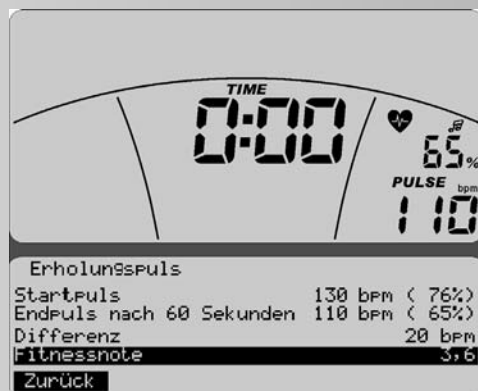 TIME
0:00
65%
PULSE bpm
110
Erholungspuls
Startpuls 130 bpm ( 76%)
Endpuls nach 60 Sekunden 110 bpm ( 65%)
Differenz 20 bpm
Fitnessnote 3,6
Zurück